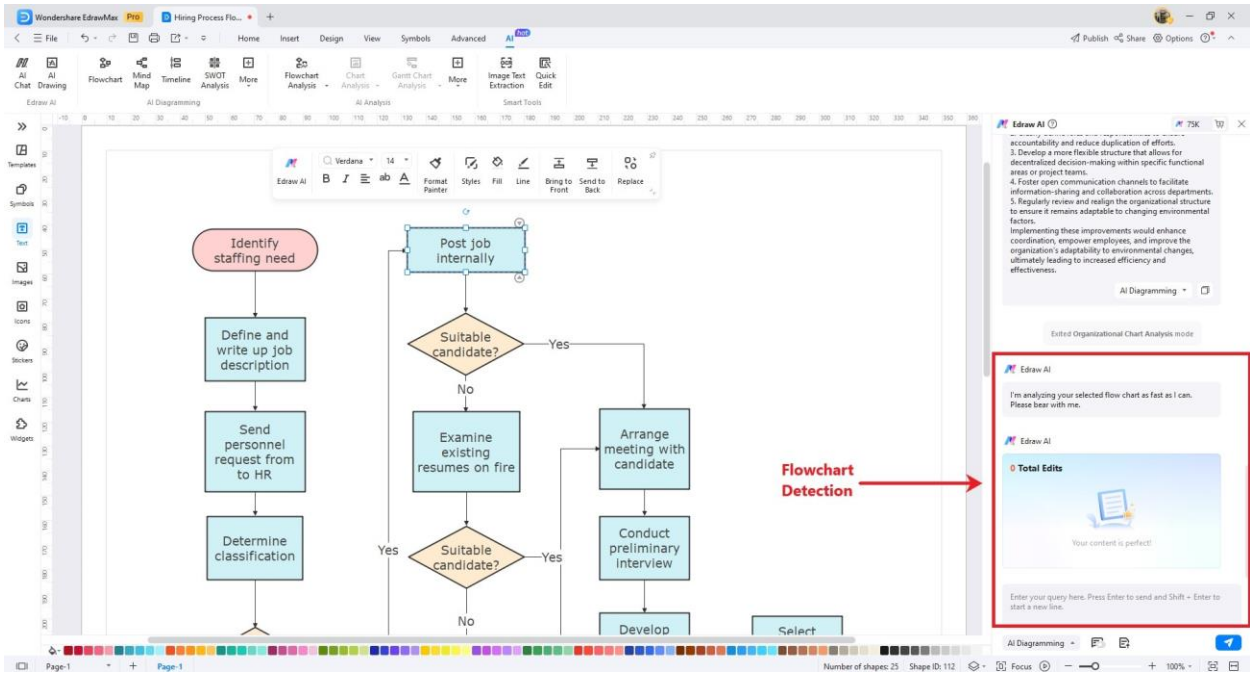 Wondershare EdrawMax Pro
Hiring Process Flo...
File
Home Insert Design View Symbols Advanced AI hot
Publish Share Options
AI Chat
AI Drawing
Flowchart
Mind Map
Timeline
SWOT Analysis
More
Flowchart Analysis
Chart Analysis
Gantt Chart Analysis
More
Image Text Extraction
Quick Edit
Edraw AI
AI Diagramming
AI Analysis
Smart Tools
Templates
Symbols
Text
Images
Icons
Stickers
Charts
Widgets
Edraw AI
Verdana 14
B I ab A
Format Painter
Styles
Fill
Line
Bring to Front
Send to Back
Replace
Identify
staffing need
Define and
write up job
description
Send
personnel
request from
to HR
Determine
classification
Post job
internally
Suitable
candidate?
Yes
No
Examine
existing
resumes on fire
Suitable
candidate?
Yes
Yes
No
Arrange
meeting with
candidate
Conduct
preliminary
interview
Develop
Select
Flowchart
Detection
Edraw AI
75K
accountability and reduce duplication of efforts.
3. Develop a more flexible structure that allows for
decentralized decision-making within specific functional
areas or project teams.
4. Foster open communication channels to facilitate
information-sharing and collaboration across departments.
5. Regularly review and realign the organizational structure
to ensure it remains adaptable to changing environmental
factors.
Implementing these improvements would enhance
coordination, empower employees, and improve the
organization's adaptability to environmental changes,
ultimately leading to increased efficiency and
effectiveness.
AI Diagramming
Exited Organizational Chart Analysis mode
Edraw AI
I'm analyzing your selected flow chart as fast as I can.
Please bear with me.
Edraw AI
0 Total Edits
Your content is perfect!
Enter your query here. Press Enter to send and Shift + Enter to
start a new line.
AI Diagramming
Page-1
Page-1
Number of shapes: 25 Shape ID: 112
Focus
100%